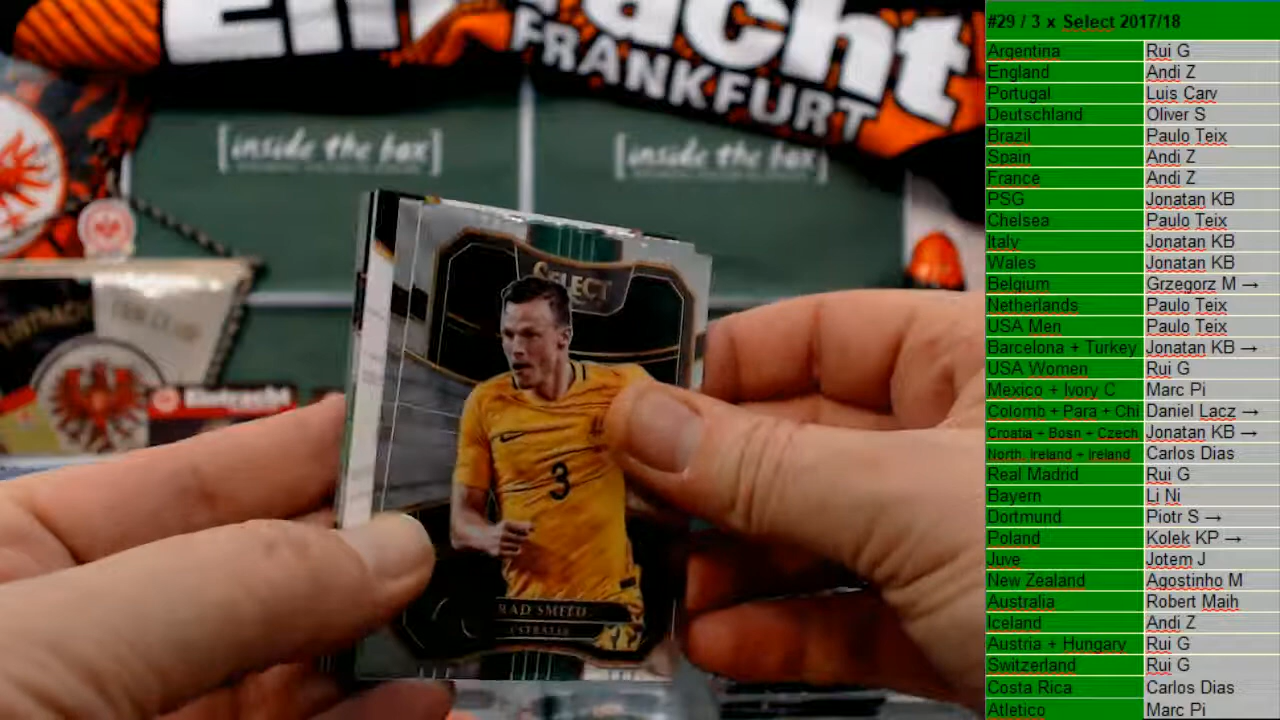 Eintracht
FRANKFURT
[inside the box] [inside the box]
SELECT
3
RAD SMITH
Eintracht
#29 / 3 x Select 2017/18
Argentina Rui G
England Andi Z
Portugal Luis Carv
Deutschland Oliver S
Brazil Paulo Teix
Spain Andi Z
France Andi Z
PSG Jonatan KB
Chelsea Paulo Teix
Italy Jonatan KB
Wales Jonatan KB
Belgium Grzegorz M →
Netherlands Paulo Teix
USA Men Paulo Teix
Barcelona + Turkey Jonatan KB →
USA Women Rui G
Mexico + Ivory C Marc Pi
Colomb + Para + Chi Daniel Lacz →
Croatia + Bosn + Czech Jonatan KB →
North. Ireland + Ireland Carlos Dias
Real Madrid Rui G
Bayern Li Ni
Dortmund Piotr S →
Poland Kolek KP →
Juve Jotem J
New Zealand Agostinho M
Australia Robert Maih
Iceland Andi Z
Austria + Hungary Rui G
Switzerland Rui G
Costa Rica Carlos Dias
Atletico Marc Pi